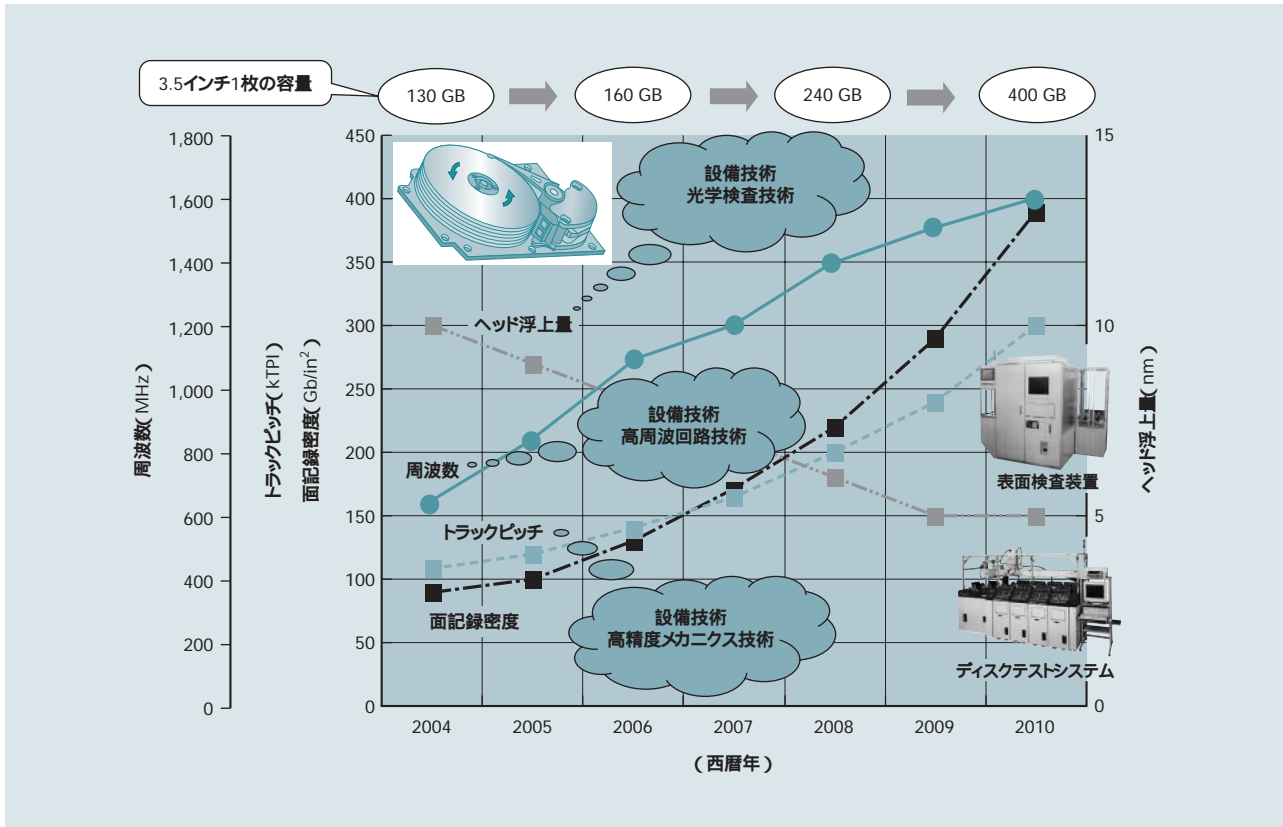 3.5インチ1枚の容量
130 GB
160 GB
240 GB
400 GB
周波数(MHz)
1,800
1,600
1,400
1,200
1,000
800
600
400
200
0
トラックピッチ(kTPI)
面記録密度(Gb/in²)
450
400
350
300
250
200
150
100
50
0
設備技術
光学検査技術
ヘッド浮上量
設備技術
高周波回路技術
周波数
トラックピッチ
面記録密度
設備技術
高精度メカニクス技術
表面検査装置
ディスクテストシステム
15
10
5
0
ヘッド浮上量(nm)
2004
2005
2006
2007
2008
2009
2010
(西暦年)